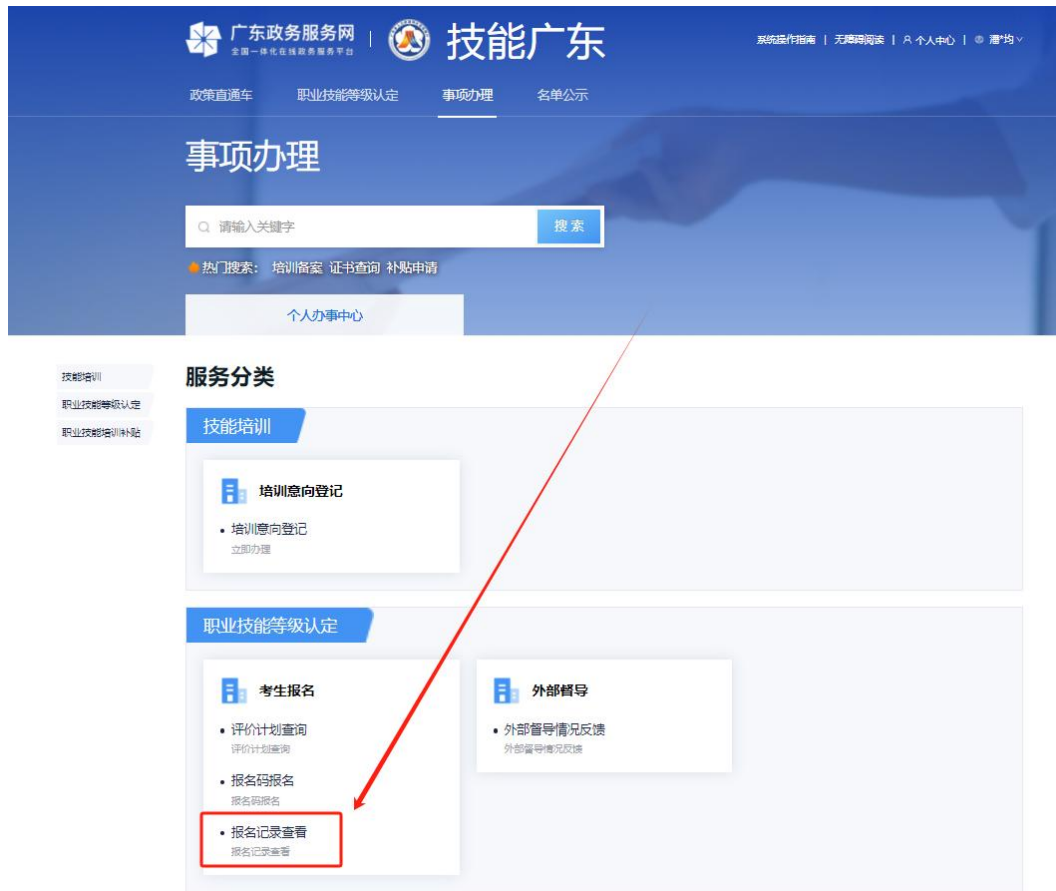 广东政务服务网
全国一体化在线政务服务平台
技能广东
系统操作指南 | 无障碍阅读 | 个人中心 | 潘*均
政策直通车 职业技能等级认定 事项办理 名单公示
事项办理
请输入关键字 搜索
热门搜索： 培训备案 证书查询 补贴申请
个人办事中心
技能培训
职业技能等级认定
职业技能培训补贴
服务分类
技能培训
培训意向登记
• 培训意向登记
立即办理
职业技能等级认定
考生报名
• 评价计划查询
评价计划查询
• 报名码报名
报名码报名
• 报名记录查看
报名记录查看
外部督导
• 外部督导情况反馈
外部督导情况反馈